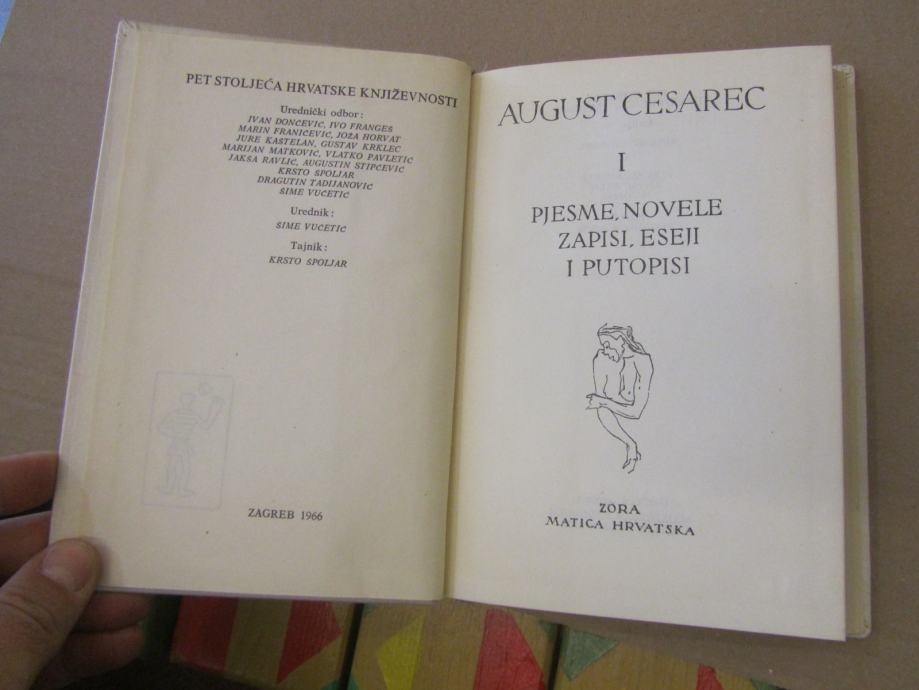 PET STOLJEĆA HRVATSKE KNJIŽEVNOSTI
Urednički odbor:
IVAN DONČEVIĆ, IVO FRANGEŠ
MARIN FRANIČEVIĆ, JOŽA HORVAT
JURE KAŠTELAN, GUSTAV KRKLEC
MARIJAN MATKOVIĆ, VLATKO PAVLETIĆ
JAKŠA RAVLIĆ, AUGUSTIN STIPČEVIĆ
KRSTO ŠPOLJAR
DRAGUTIN TADIJANOVIĆ
ŠIME VUČETIĆ
Urednik:
ŠIME VUČETIĆ
Tajnik:
KRSTO ŠPOLJAR
ZAGREB 1966
AUGUST CESAREC
I
PJESME, NOVELE
ZAPISI, ESEJI
I PUTOPISI
ZORA
MATICA HRVATSKA